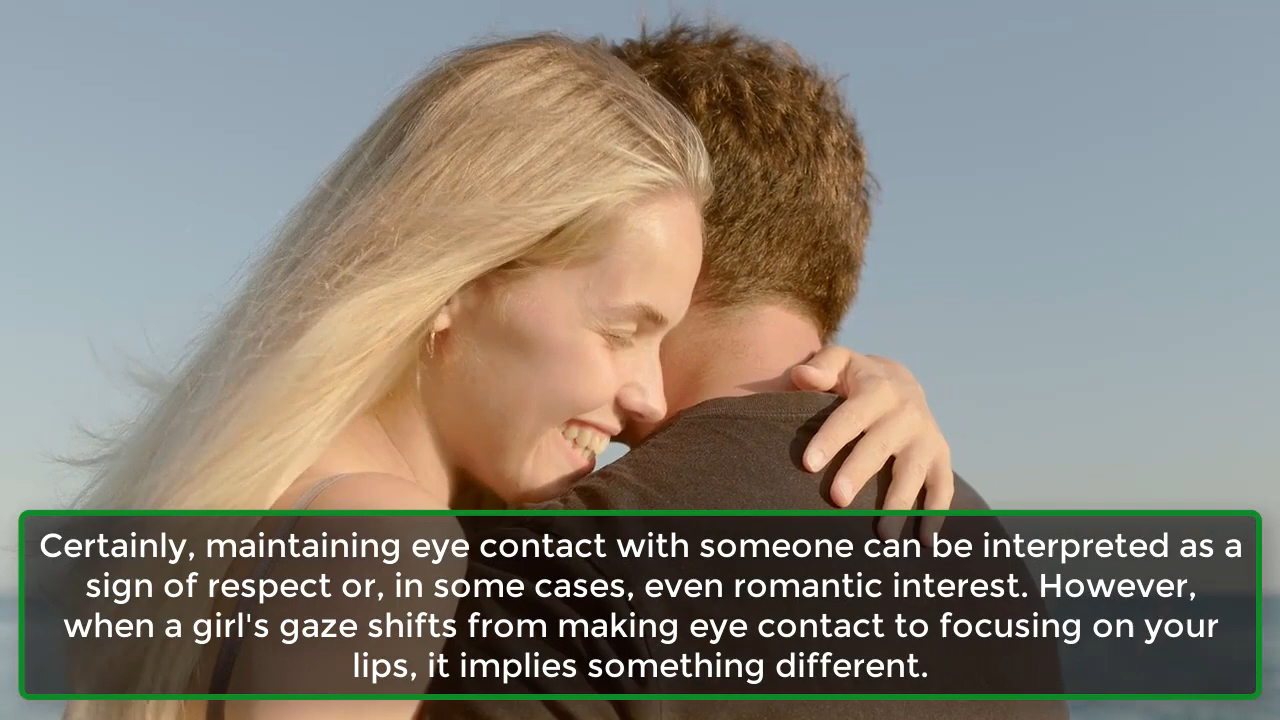 Certainly, maintaining eye contact with someone can be interpreted as a
sign of respect or, in some cases, even romantic interest. However,
when a girl's gaze shifts from making eye contact to focusing on your
lips, it implies something different.